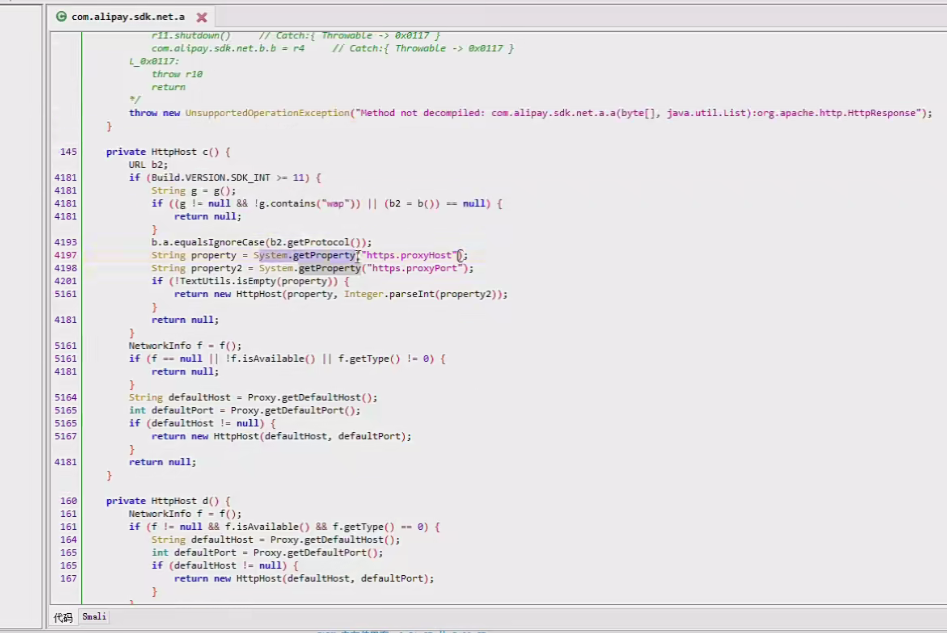 com.alipay.sdk.net.a
r11.shutdown()    // Catch:{ Throwable -> 0x0117 }
com.alipay.sdk.net.b.b = r4    // Catch:{ Throwable -> 0x0117 }
L_0x0117:
throw r10
return
*/
throw new UnsupportedOperationException("Method not decompiled: com.alipay.sdk.net.a.a(byte[], java.util.List):org.apache.http.HttpResponse");
}
145 private HttpHost c() {
URL b2;
4181 if (Build.VERSION.SDK_INT >= 11) {
4181 String g = g();
4181 if ((g != null && !g.contains("wap")) || (b2 = b()) == null) {
4181 return null;
}
4193 b.a.equalsIgnoreCase(b2.getProtocol());
4197 String property = System.getProperty("https.proxyHost");
4198 String property2 = System.getProperty("https.proxyPort");
4201 if (!TextUtils.isEmpty(property)) {
5161 return new HttpHost(property, Integer.parseInt(property2));
}
4181 return null;
}
5161 NetworkInfo f = f();
5161 if (f == null || !f.isAvailable() || f.getType() != 0) {
4181 return null;
}
5164 String defaultHost = Proxy.getDefaultHost();
5165 int defaultPort = Proxy.getDefaultPort();
5165 if (defaultHost != null) {
5167 return new HttpHost(defaultHost, defaultPort);
}
4181 return null;
}
160 private HttpHost d() {
161 NetworkInfo f = f();
161 if (f != null && f.isAvailable() && f.getType() == 0) {
164 String defaultHost = Proxy.getDefaultHost();
165 int defaultPort = Proxy.getDefaultPort();
165 if (defaultHost != null) {
167 return new HttpHost(defaultHost, defaultPort);
}
代码 Smali